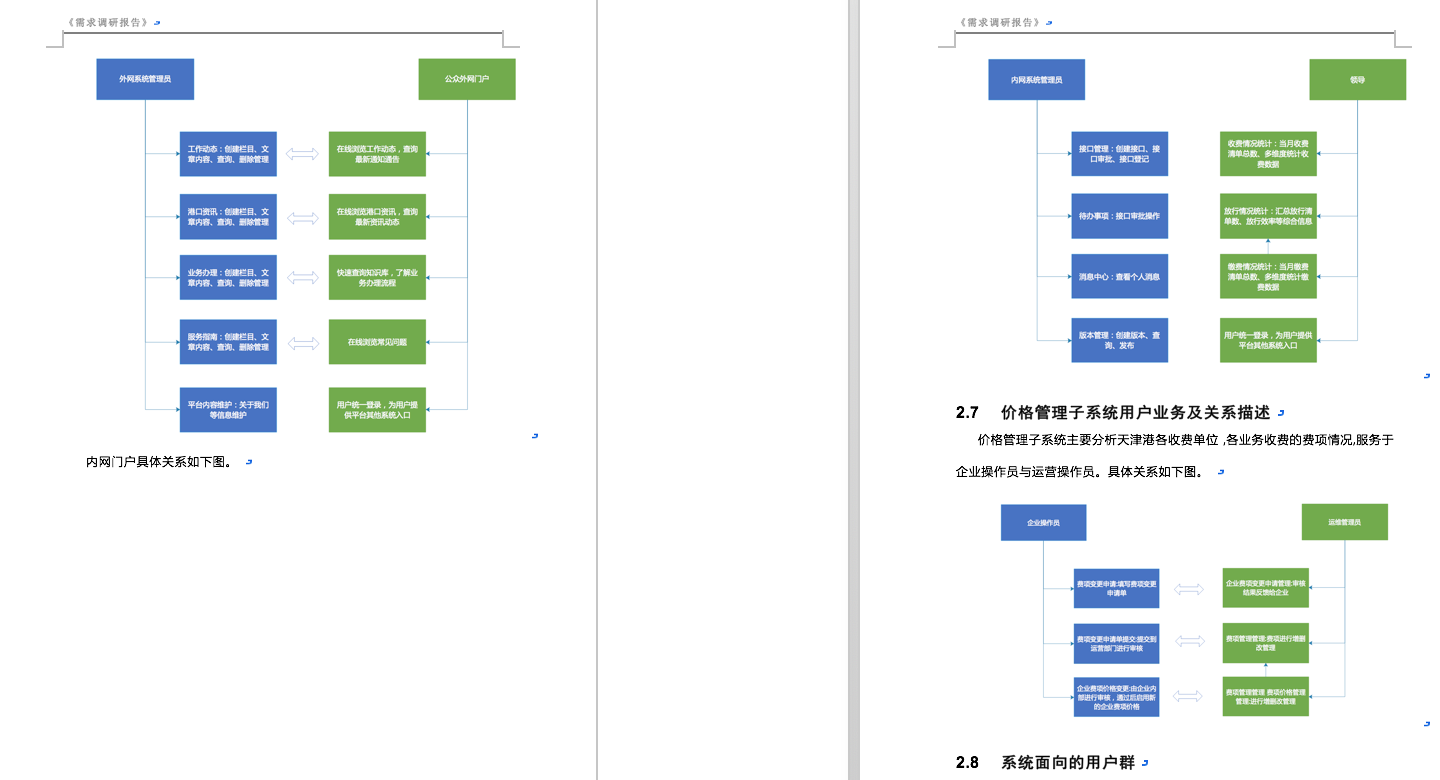 《需求调研报告》
外网系统管理员
公众外网门户
工作动态：创建栏目、文
章内容、查询、删除管理
在线浏览工作动态，查询
最新通知通告
港口资讯：创建栏目、文
章内容、查询、删除管理
在线浏览港口资讯，查询
最新资讯动态
业务办理：创建栏目、文
章内容、查询、删除管理
快速查询知识库，了解业
务办理流程
服务指南：创建栏目、文
章内容、查询、删除管理
在线浏览常见问题
平台内容维护：关于我们
等信息维护
用户统一登录，为用户提
供平台其他系统入口
内网门户具体关系如下图。
《需求调研报告》
内网系统管理员
领导
接口管理：创建接口、接
口审批、接口登记
收费情况统计：当月收费
清单总数。多维度统计收
费数据
待办事项：接口审批操作
放行情况统计：汇总放行清
单数、放行效率等综合信息
消息中心：查看个人消息
缴费情况统计：当月缴费
清单总数。多维度统计缴
费数据
版本管理：创建版本、查
询、发布
用户统一登录，为用户提供
平台其他系统入口
2.7 价格管理子系统用户业务及关系描述
价格管理子系统主要分析天津港各收费单位 ,各业务收费的费项情况,服务于
企业操作员与运营操作员。具体关系如下图。
企业操作员
运维管理员
费项变更申请:填写费项变更
申请单
企业费项变更申请管理:审核
结果反馈给企业
费项变更申请单提交:提交到
运营部门进行审核
费项管理管理:费项进行增删
改管理
企业费项价格变更:由企业内
部进行审核，通过后启用新
的企业费项价格
费项管理管理 费项价格管理
管理:进行增删改管理
2.8 系统面向的用户群